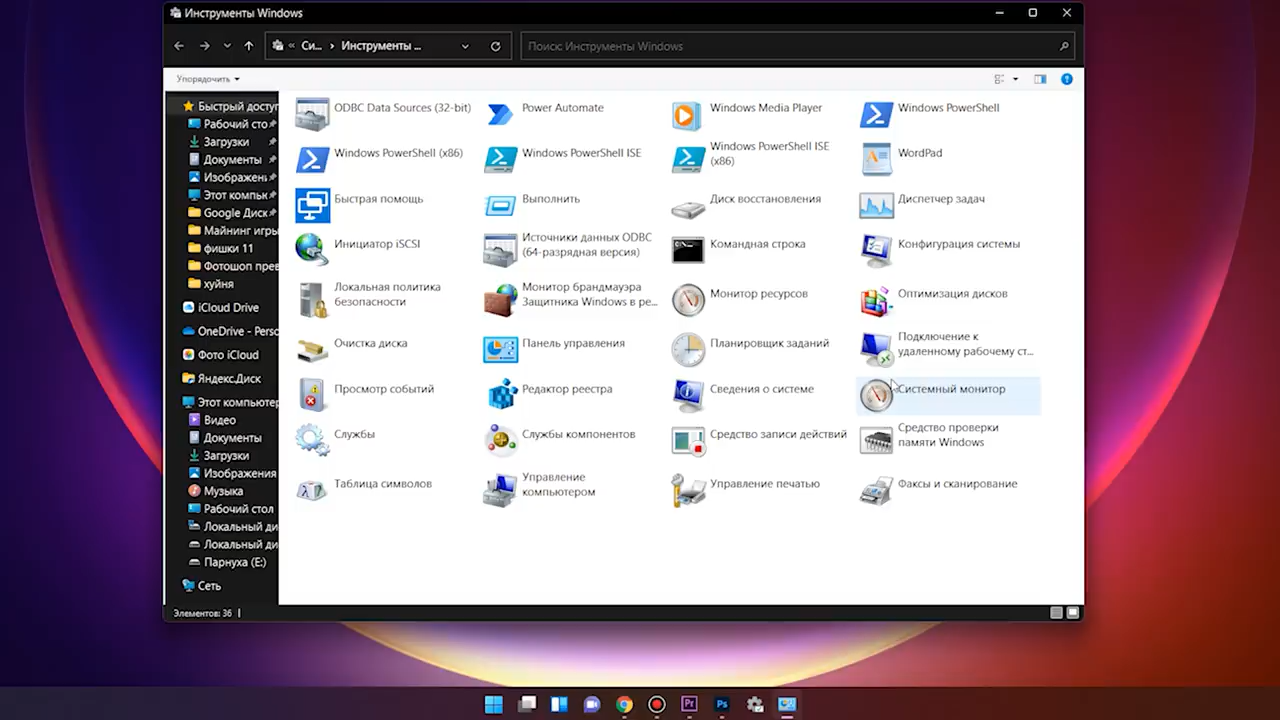 Инструменты Windows
Си...
Инструменты ...
Поиск: Инструменты Windows
Упорядочить
Быстрый доступ
Рабочий сто
Загрузки
Документы
Изображени
Этот компью
Google Диск
Майнинг игры
фишки 11
Фотошоп прев
хуйня
iCloud Drive
OneDrive - Perso
Фото iCloud
Яндекс.Диск
Этот компьютер
Видео
Документы
Загрузки
Изображения
Музыка
Рабочий стол
Локальный ди
Локальный ди
Парнуха (E:)
Сеть
ODBC Data Sources (32-bit)
Power Automate
Windows Media Player
Windows PowerShell
Windows PowerShell (x86)
Windows PowerShell ISE
Windows PowerShell ISE
(x86)
WordPad
Быстрая помощь
Выполнить
Диск восстановления
Диспетчер задач
Инициатор iSCSI
Источники данных ODBC
(64-разрядная версия)
Командная строка
Конфигурация системы
Локальная политика
безопасности
Монитор брандмауэра
Защитника Windows в ре...
Монитор ресурсов
Оптимизация дисков
Очистка диска
Панель управления
Планировщик заданий
Подключение к
удаленному рабочему ст...
Просмотр событий
Редактор реестра
Сведения о системе
Системный монитор
Службы
Службы компонентов
Средство записи действий
Средство проверки
памяти Windows
Таблица символов
Управление
компьютером
Управление печатью
Факсы и сканирование
Элементов: 36
Pr
Ps